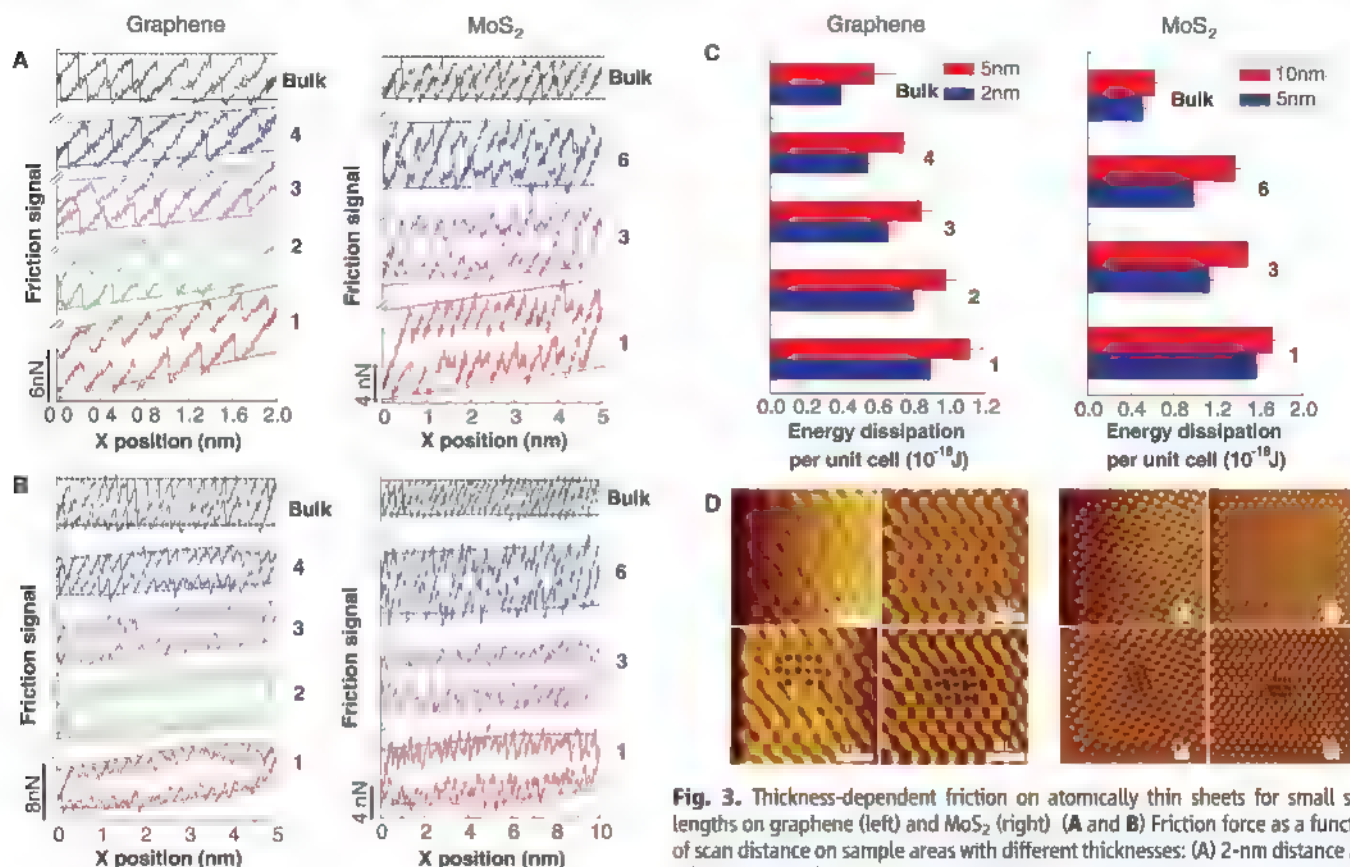 Graphene
MoS₂
A
Friction signal
Bulk
4
3
2
1
6nN
0
0.4
0.8
1.2
1.6
2.0
X position (nm)
Friction signal
Bulk
6
3
1
4 nN
0
1
2
3
4
5
X position (nm)
Friction signal
Bulk
4
3
2
1
8nN
0
1
2
3
4
5
X position (nm)
Friction signal
Bulk
6
3
1
4 nN
0
2
4
6
8
10
X position (nm)
C
Graphene
5nm
2nm
Bulk
4
3
2
1
0.0 0.2 0.4 0.6 0.8 1.0 1.2
Energy dissipation
per unit cell (10⁻¹⁸J)
MoS₂
10nm
5nm
Bulk
6
3
1
0.0 0.4 0.8 1.2 1.6 2.0
Energy dissipation
per unit cell (10⁻¹⁸J)
D
Fig. 3. Thickness-dependent friction on atomically thin sheets for small s
lengths on graphene (left) and MoS₂ (right) (A and B) Friction force as a funct
of scan distance on sample areas with different thicknesses: (A) 2-nm distance